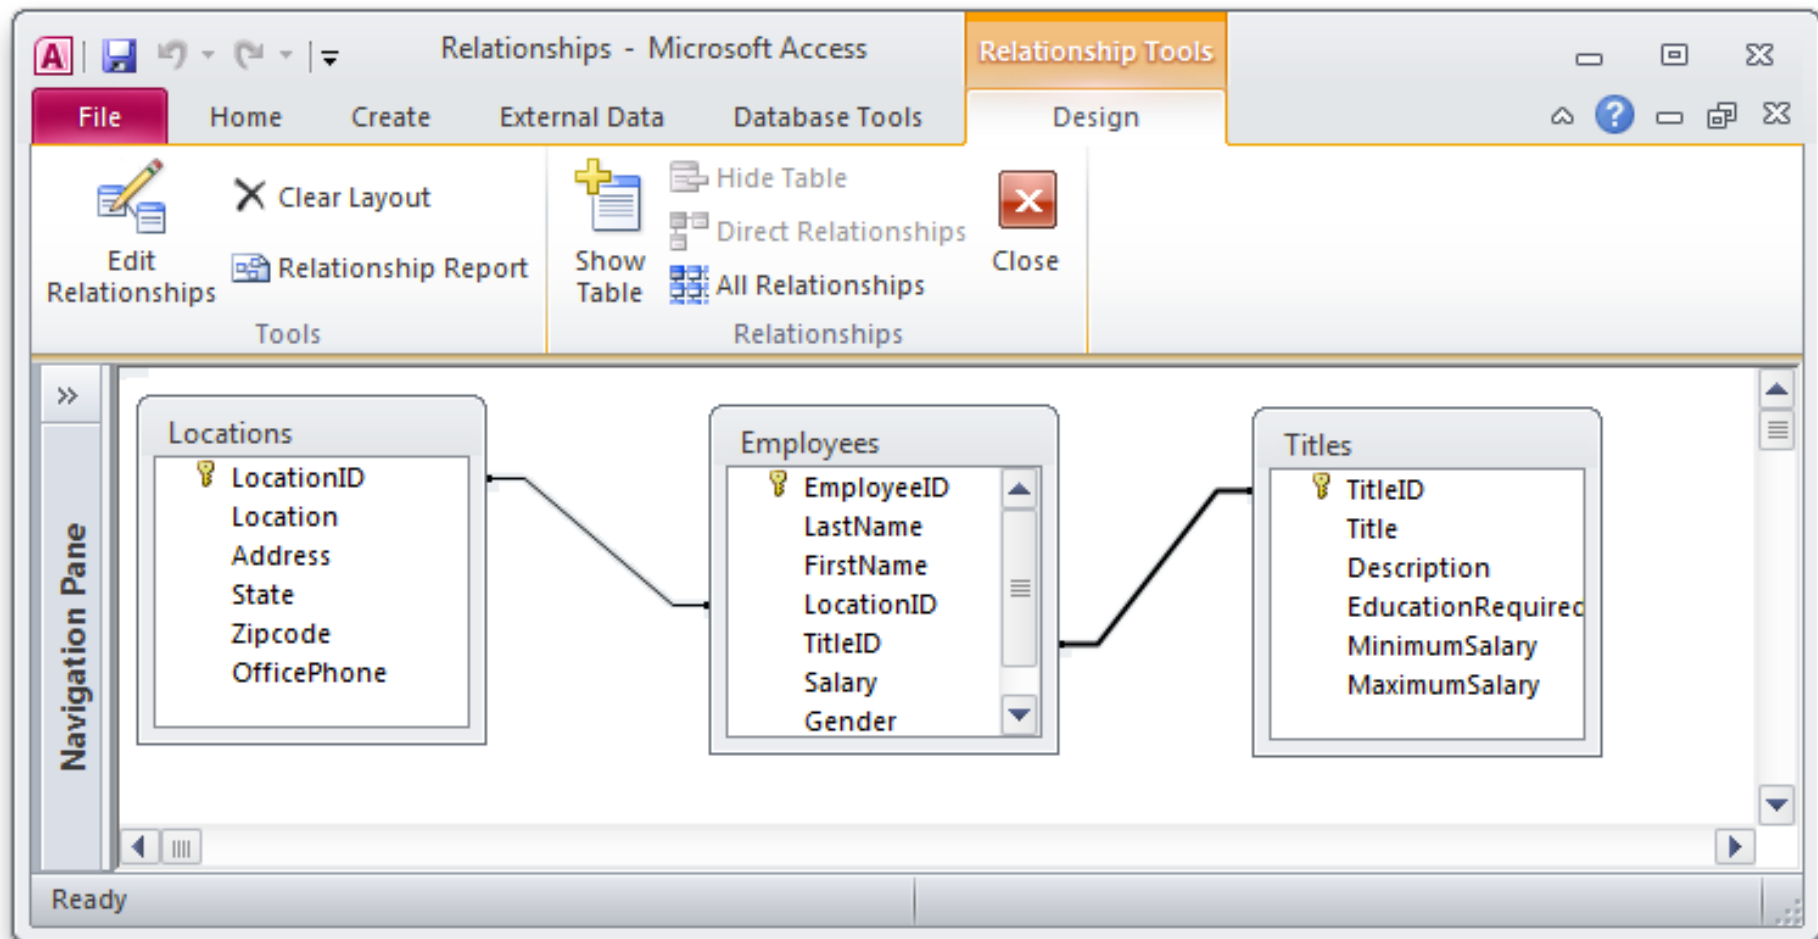 Relationships - Microsoft Access
Relationship Tools
File Home Create External Data Database Tools Design
Edit
Relationships
Clear Layout
Relationship Report
Tools
Show
Table
Hide Table
Direct Relationships
All Relationships
Close
Relationships
Navigation Pane
Locations
LocationID
Location
Address
State
Zipcode
OfficePhone
Employees
EmployeeID
LastName
FirstName
LocationID
TitleID
Salary
Gender
Titles
TitleID
Title
Description
EducationRequired
MinimumSalary
MaximumSalary
Ready